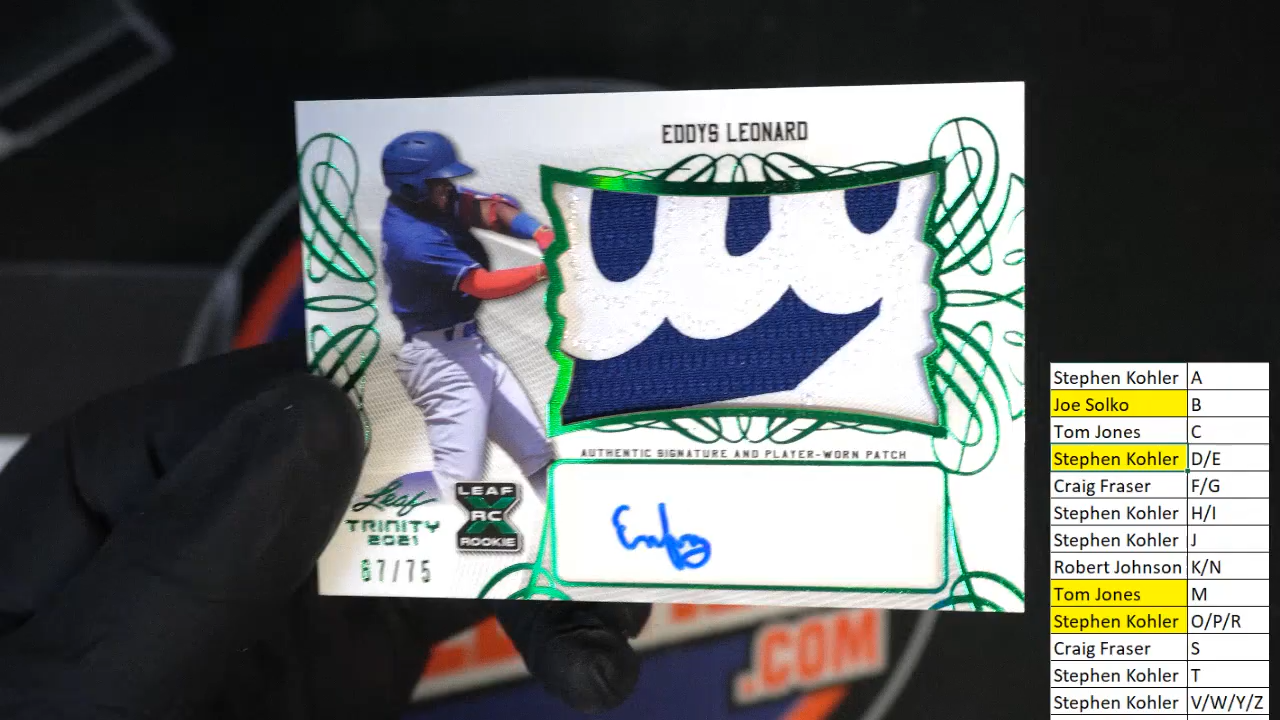 EDDYS LEONARD
AUTHENTIC SIGNATURE AND PLAYER-WORN PATCH
Leaf
TRINITY
2021
67/75
LEAF
X
RC
ROOKIE
.COM
Stephen Kohler A
Joe Solko B
Tom Jones C
Stephen Kohler D/E
Craig Fraser F/G
Stephen Kohler H/I
Stephen Kohler J
Robert Johnson K/N
Tom Jones M
Stephen Kohler O/P/R
Craig Fraser S
Stephen Kohler T
Stephen Kohler V/W/Y/Z